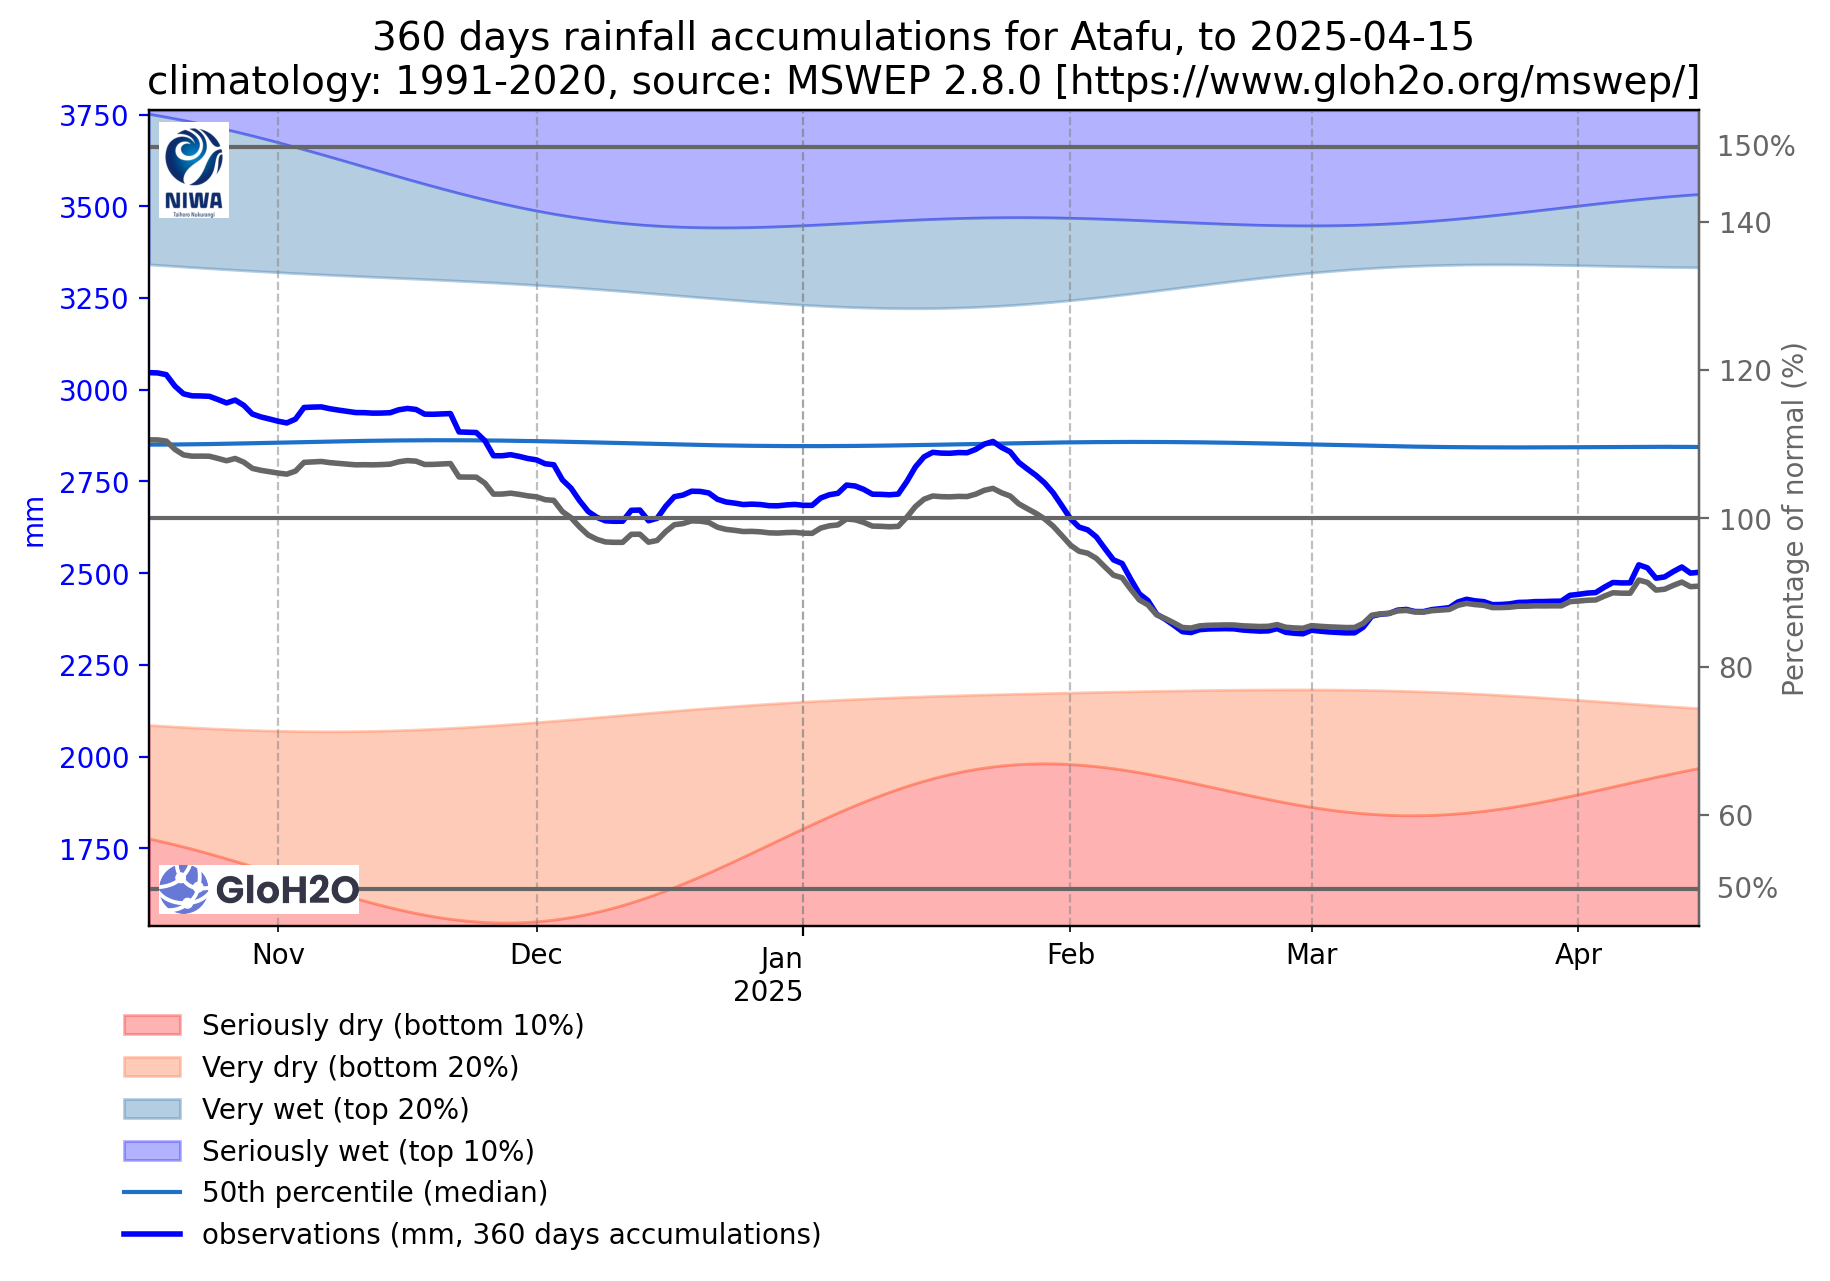 360 days rainfall accumulations for Atafu, to 2025-04-15
climatology: 1991-2020, source: MSWEP 2.8.0 [https://www.gloh2o.org/mswep/]
3750
3500
3250
3000
2750
2500
2250
2000
1750
mm
NIWA
Taihoro Nukurangi
GloH2O
150%
140
120
100
80
60
50%
Percentage of normal (%)
Nov
Dec
Jan
2025
Feb
Mar
Apr
Seriously dry (bottom 10%)
Very dry (bottom 20%)
Very wet (top 20%)
Seriously wet (top 10%)
50th percentile (median)
observations (mm, 360 days accumulations)